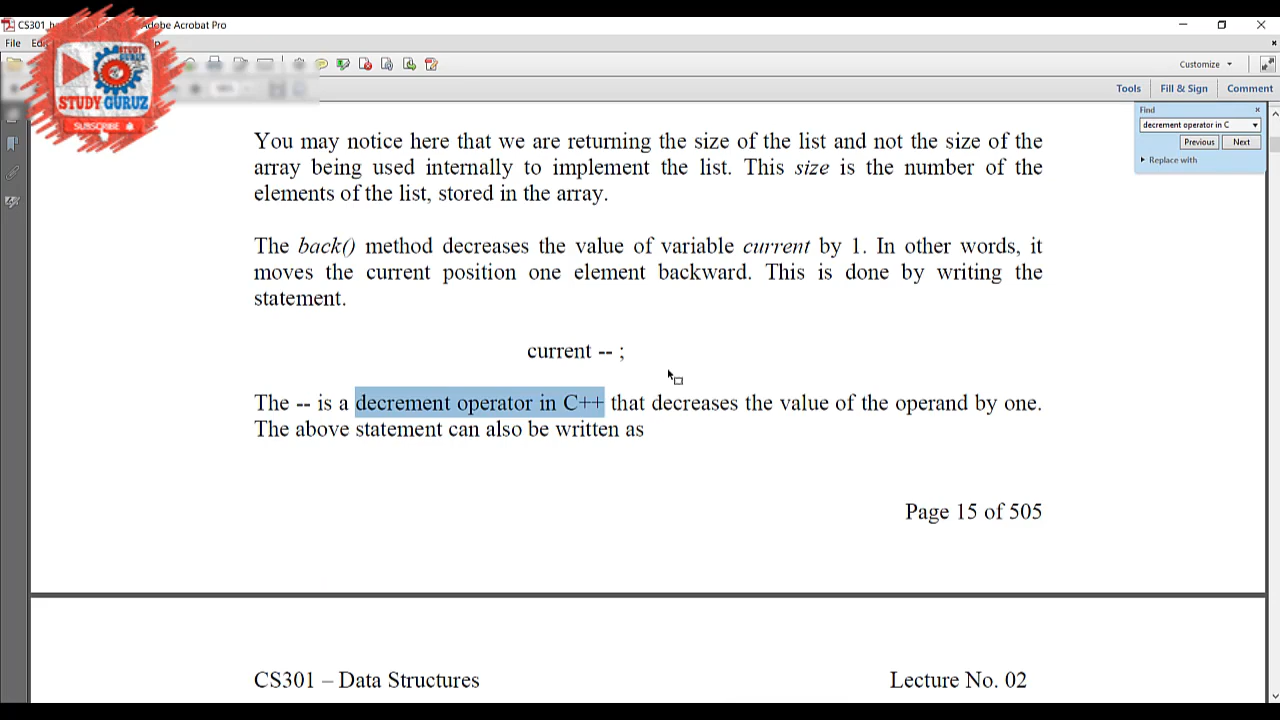 CS301
Adobe Acrobat Pro
File
Customize
Tools
Fill & Sign
Comment
STUDY
GURUZ
STUDY GURUZ
SUBSCRIBE
Find
decrement operator in C
Previous
Next
Replace with
You may notice here that we are returning the size of the list and not the size of the
array being used internally to implement the list. This size is the number of the
elements of the list, stored in the array.
The back() method decreases the value of variable current by 1. In other words, it
moves the current position one element backward. This is done by writing the
statement.
current -- ;
The -- is a decrement operator in C++ that decreases the value of the operand by one.
The above statement can also be written as
Page 15 of 505
CS301 – Data Structures
Lecture No. 02